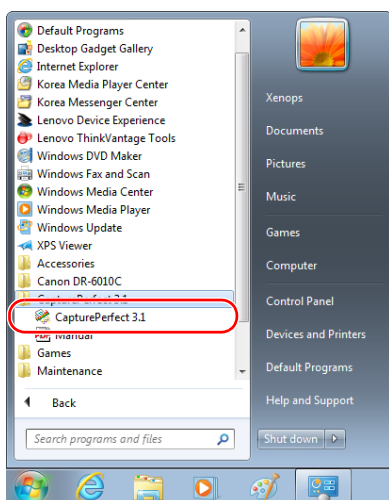 Default Programs
Desktop Gadget Gallery
Internet Explorer
Korea Media Player Center
Korea Messenger Center
Lenovo Device Experience
Lenovo ThinkVantage Tools
Windows DVD Maker
Windows Fax and Scan
Windows Media Center
Windows Media Player
Windows Update
XPS Viewer
Accessories
Canon DR-6010C
CapturePerfect 3.1
CapturePerfect 3.1
Manual
Games
Maintenance
Back
Search programs and files
Xenops
Documents
Pictures
Music
Games
Computer
Control Panel
Devices and Printers
Default Programs
Help and Support
Shut down